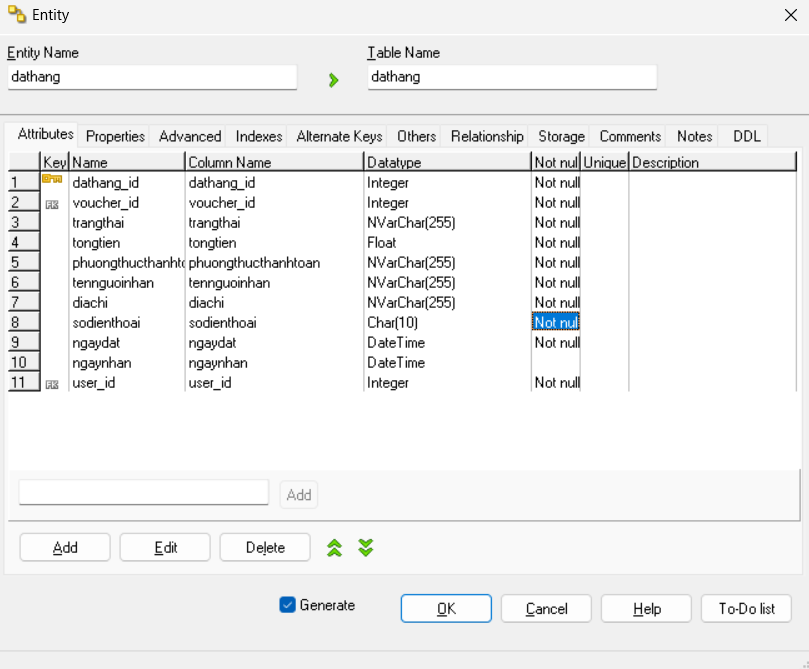 Entity
Entity Name
Table Name
dathang
dathang
Attributes Properties Advanced Indexes Alternate Keys Others Relationship Storage Comments Notes DDL
Key Name Column Name Datatype Not nul Unique Description
1 dathang_id dathang_id Integer Not null
2 FK voucher_id voucher_id Integer Not null
3 trangthai trangthai NVarChar(255) Not null
4 tongtien tongtien Float Not null
5 phuongthucthanhto phuongthucthanhtoan NVarChar(255) Not null
6 tennguoinhan tennguoinhan NVarChar(255) Not null
7 diachi diachi NVarChar(255) Not null
8 sodienthoai sodienthoai Char(10) Not nul
9 ngaydat ngaydat DateTime Not null
10 ngaynhan ngaynhan DateTime
11 FK user_id user_id Integer Not null
Add
Add Edit Delete
Generate OK Cancel Help To-Do list